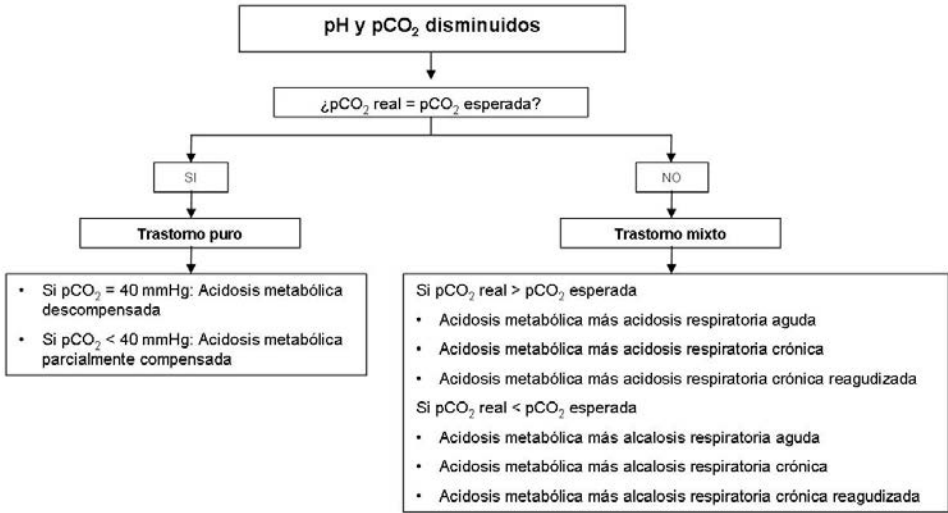 pH y pCO₂ disminuidos
¿pCO₂ real = pCO₂ esperada?
SI
NO
Trastorno puro
Trastorno mixto
• Si pCO₂ = 40 mmHg: Acidosis metabólica
descompensada
• Si pCO₂ < 40 mmHg: Acidosis metabólica
parcialmente compensada
Si pCO₂ real > pCO₂ esperada
• Acidosis metabólica más acidosis respiratoria aguda
• Acidosis metabólica más acidosis respiratoria crónica
• Acidosis metabólica más acidosis respiratoria crónica reagudizada
Si pCO₂ real < pCO₂ esperada
• Acidosis metabólica más alcalosis respiratoria aguda
• Acidosis metabólica más alcalosis respiratoria crónica
• Acidosis metabólica más alcalosis respiratoria crónica reagudizada